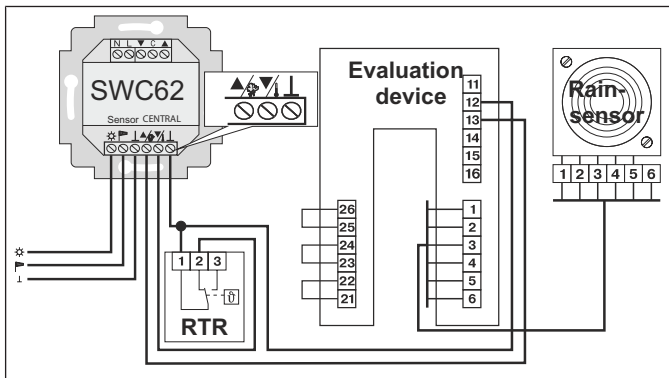 N L ▼ C ▲
SWC62
Sensor CENTRAL
Evaluation
device
11
12
13
14
15
16
26
25
24
23
22
21
1
2
3
4
5
6
Rain-
sensor
1 2 3 4 5 6
1 2 3
ϑ
RTR